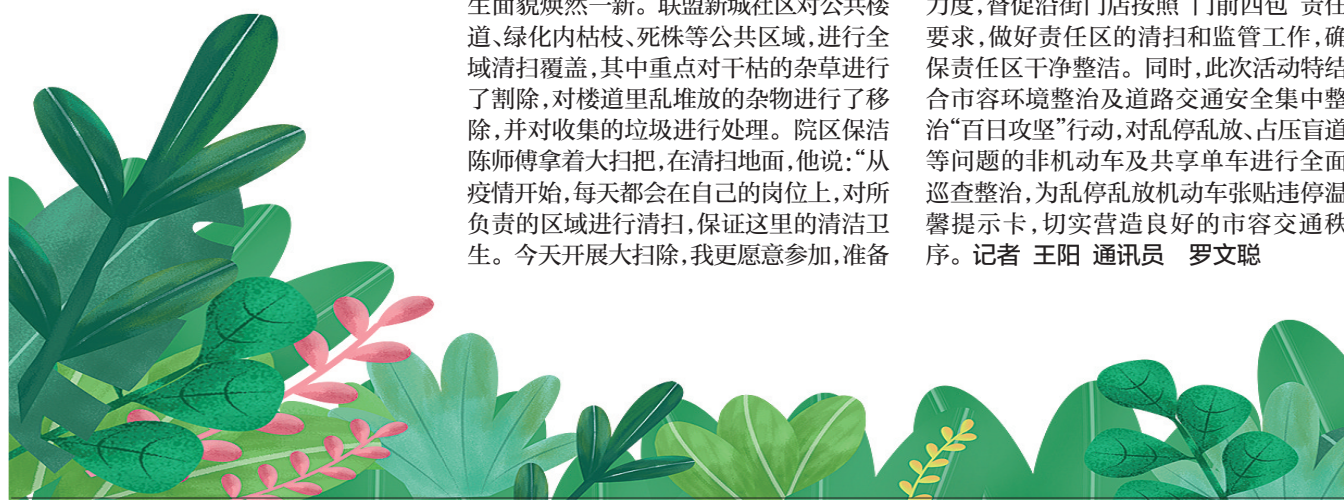 生面貌焕然一新。联盟新城社区对公共楼
道、绿化内枯枝、死株等公共区域,进行全
域清扫覆盖,其中重点对干枯的杂草进行
了割除,对楼道里乱堆放的杂物进行了移
除,并对收集的垃圾进行处理。院区保洁
陈师傅拿着大扫把,在清扫地面,他说:“从
疫情开始,每天都会在自己的岗位上,对所
负责的区域进行清扫,保证这里的清洁卫
生。今天开展大扫除,我更愿意参加,准备
力度,督促沿街门店按照“门前四包”责任
要求,做好责任区的清扫和监管工作,确
保责任区干净整洁。同时,此次活动特结
合市容环境整治及道路交通安全集中整
治“百日攻坚”行动,对乱停乱放、占压盲道
等问题的非机动车及共享单车进行全面
巡查整治,为乱停乱放机动车张贴违停温
馨提示卡,切实营造良好的市容交通秩
序。记者 王阳 通讯员 罗文聪